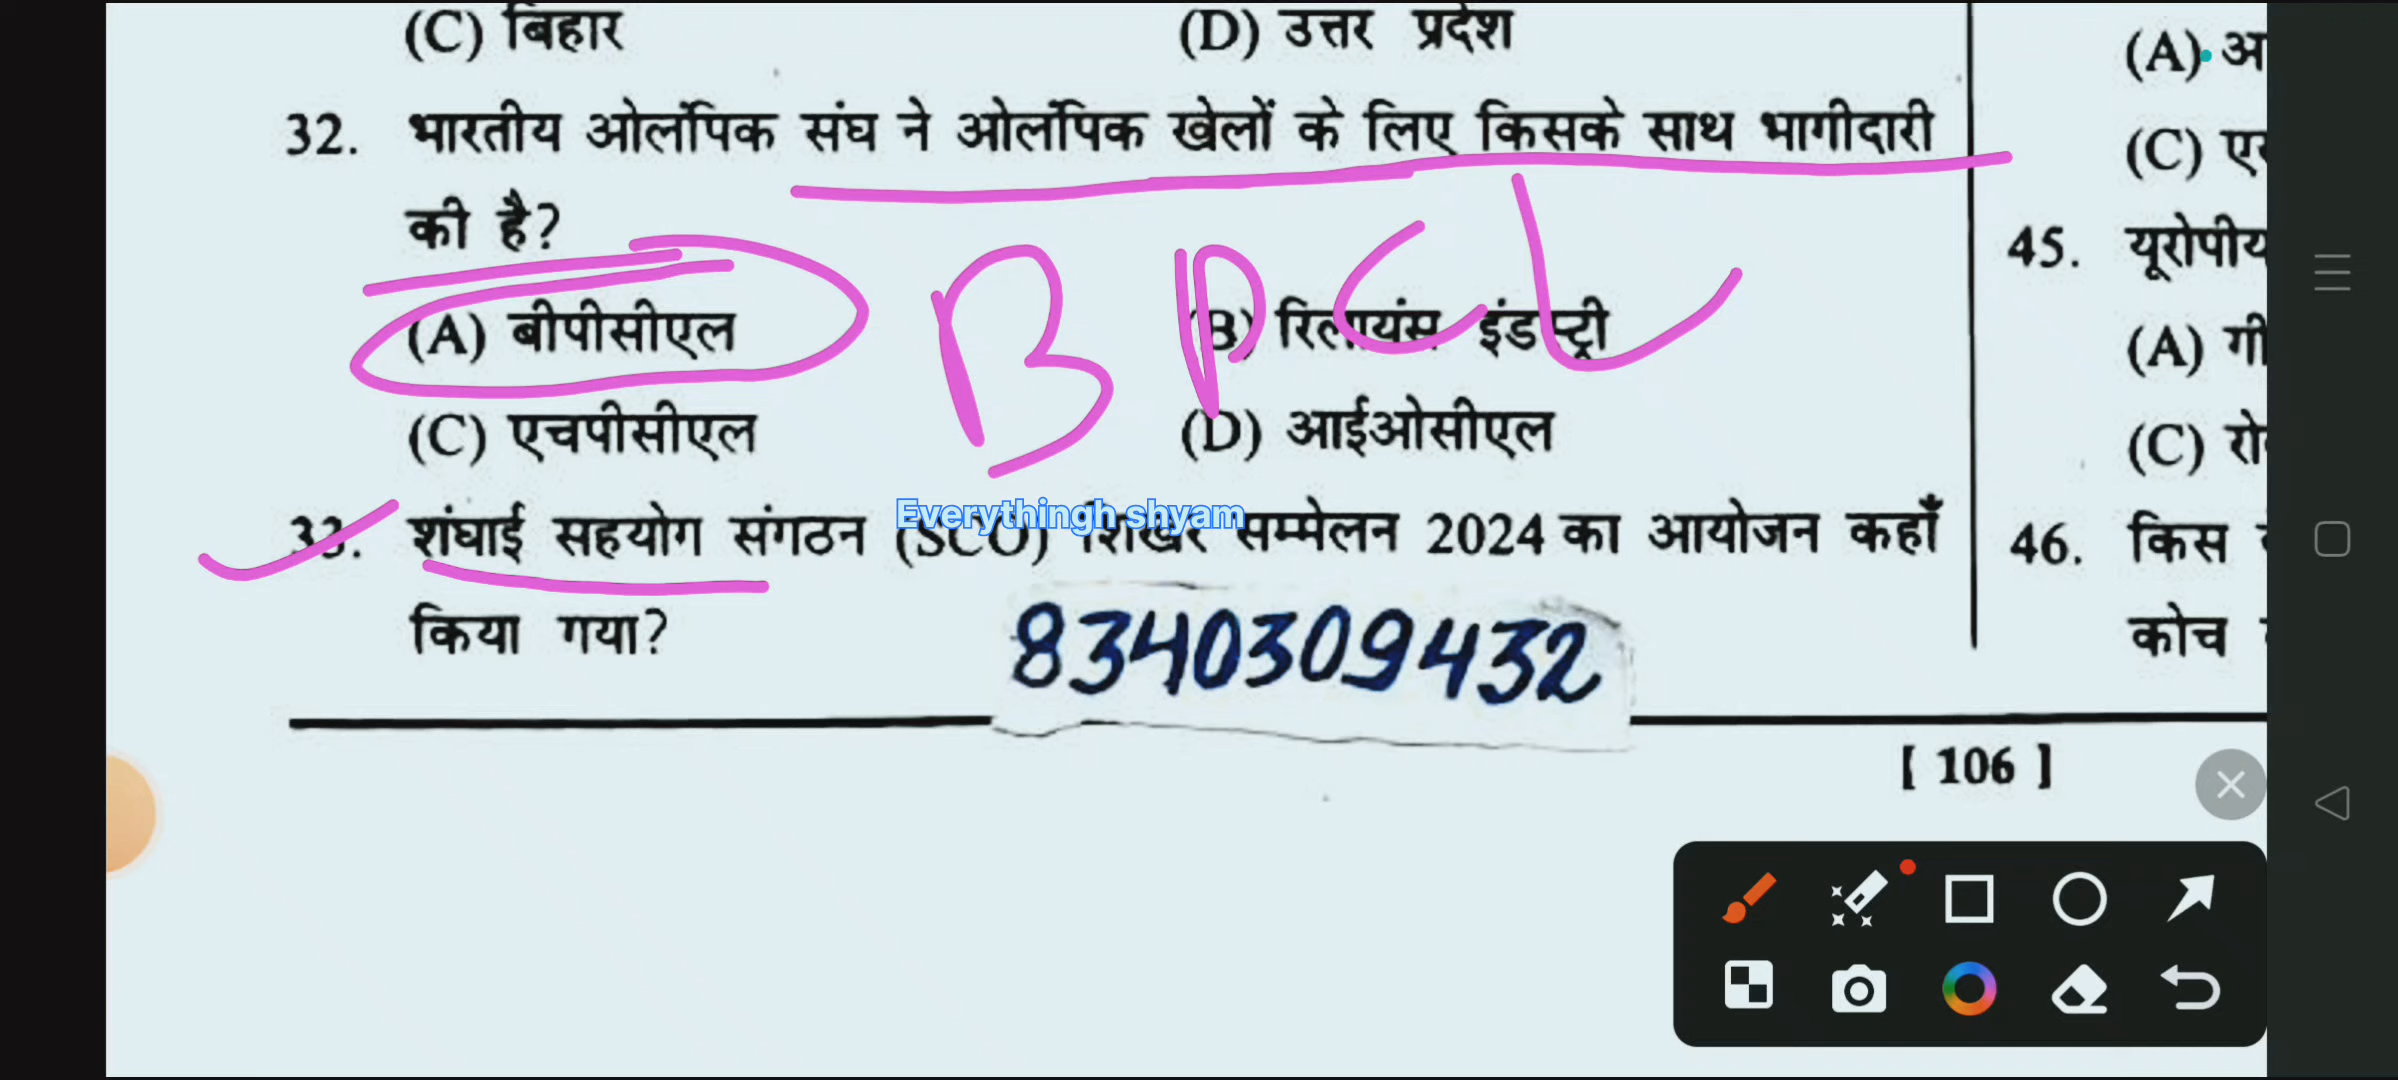 (C) बिहार (D) उत्तर प्रदेश
32. भारतीय ओलंपिक संघ ने ओलंपिक खेलों के लिए किसके साथ भागीदारी
की है?
(A) बीपीसीएल (B) रिलायंस इंडस्ट्री
BPCL
(C) एचपीसीएल (D) आईओसीएल
Everythingh shyam
33. शंघाई सहयोग संगठन (SCO) शिखर सम्मेलन 2024 का आयोजन कहाँ
किया गया?
8340309432
[ 106 ]
(A) अ
(C)
45. यूरोपीय
(A) गी
(C)
46. किस
कोच